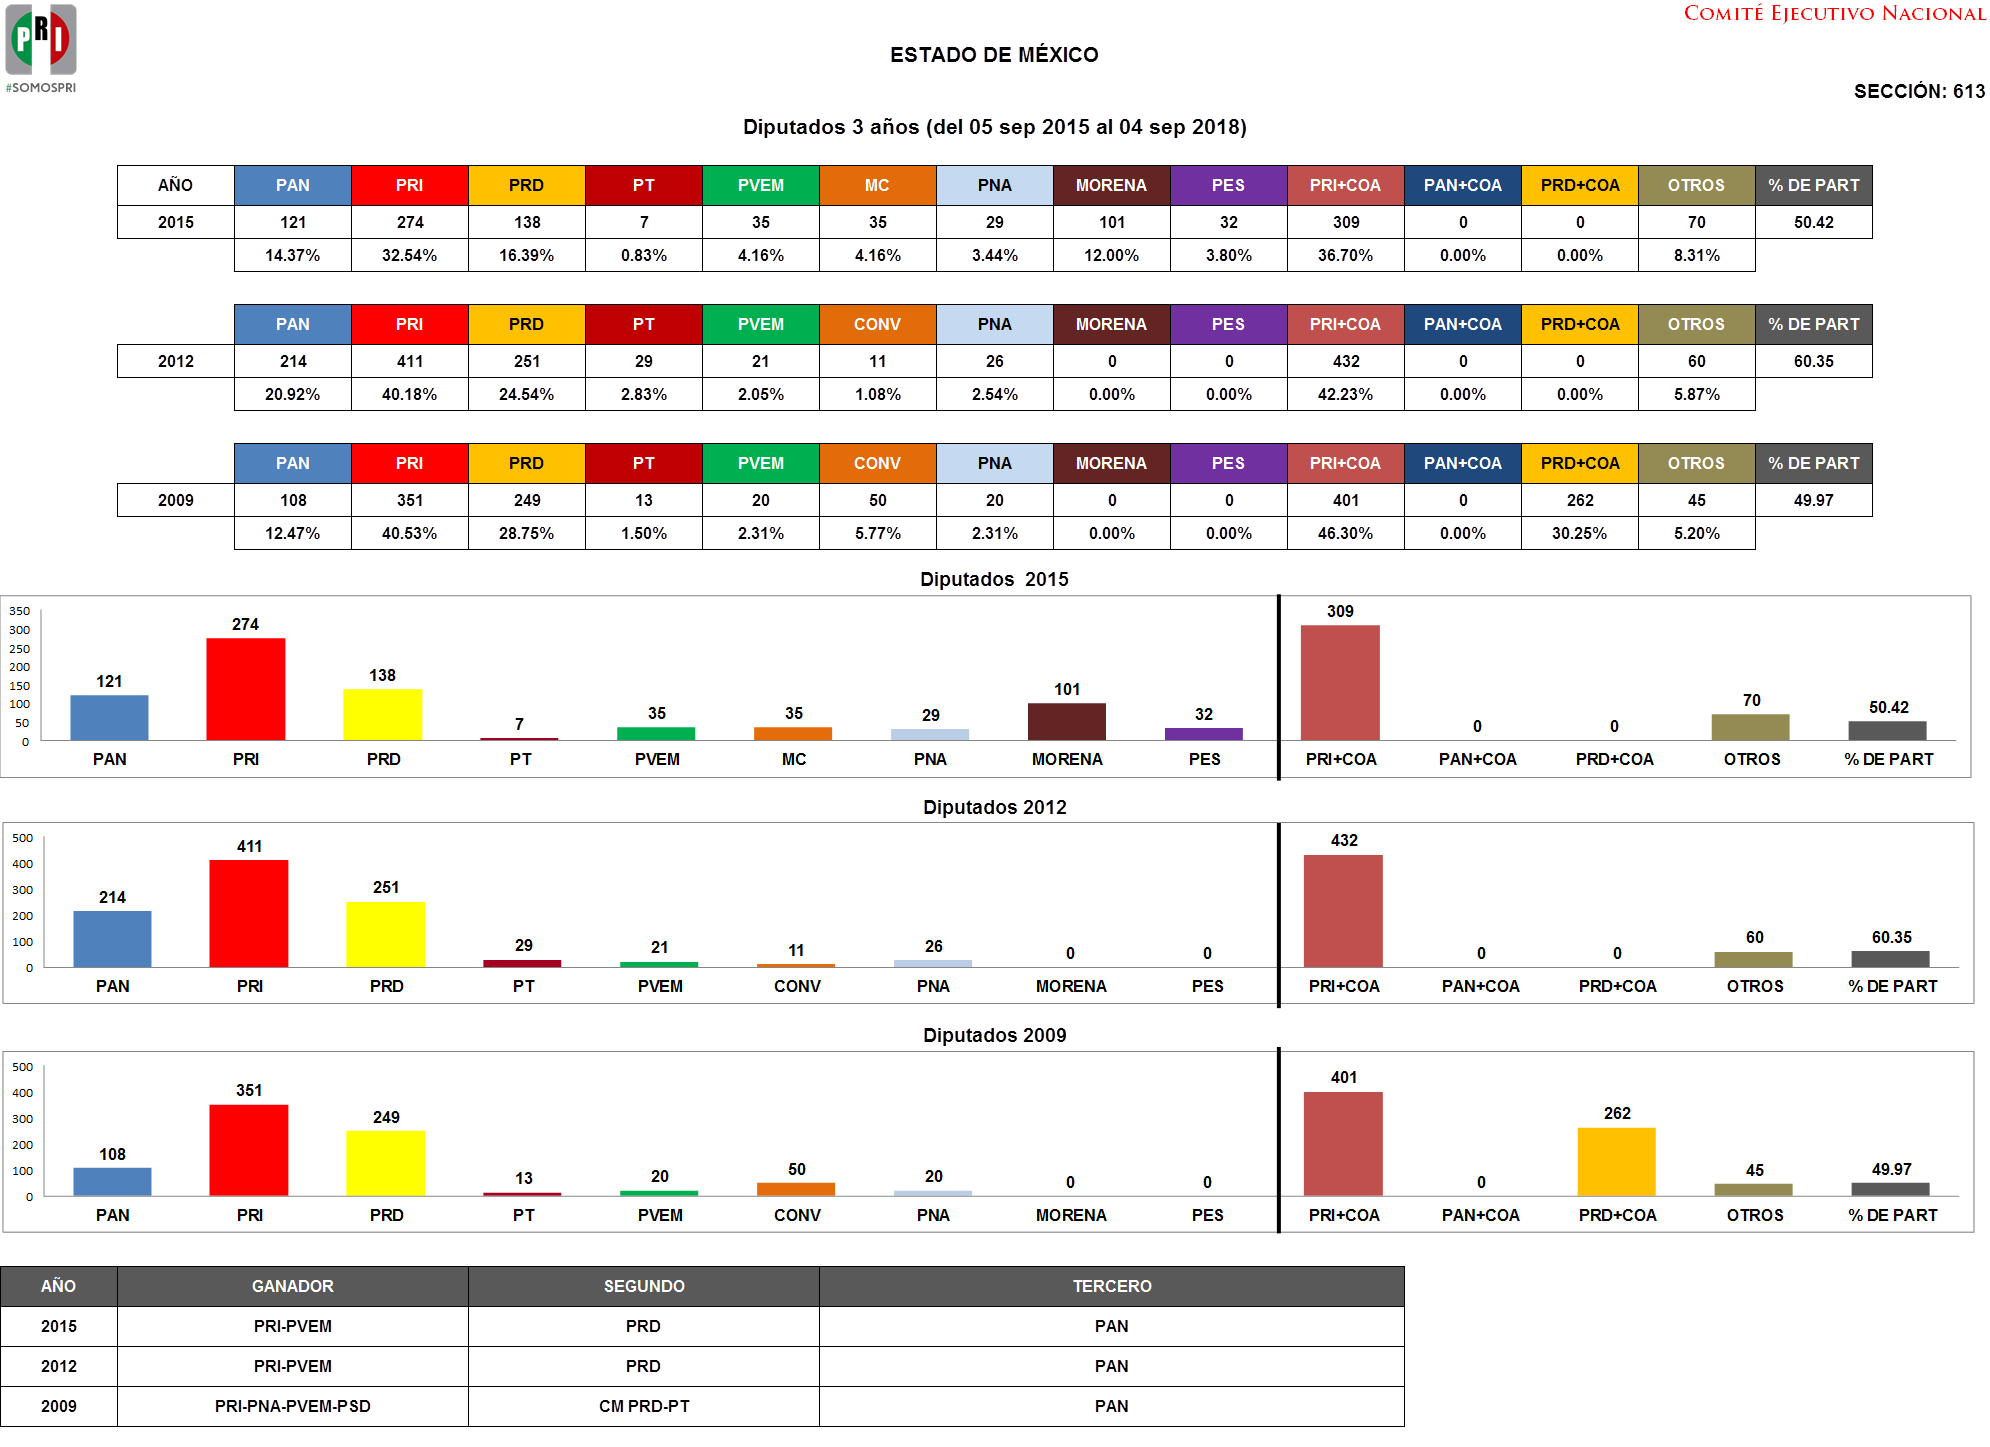 PRI
#SOMOSPRI
COMITÉ EJECUTIVO NACIONAL
ESTADO DE MÉXICO
SECCIÓN: 613
Diputados 3 años (del 05 sep 2015 al 04 sep 2018)
AÑO PAN PRI PRD PT PVEM MC PNA MORENA PES PRI+COA PAN+COA PRD+COA OTROS % DE PART
2015 121 274 138 7 35 35 29 101 32 309 0 0 70 50.42
14.37% 32.54% 16.39% 0.83% 4.16% 4.16% 3.44% 12.00% 3.80% 36.70% 0.00% 0.00% 8.31%
PAN PRI PRD PT PVEM CONV PNA MORENA PES PRI+COA PAN+COA PRD+COA OTROS % DE PART
2012 214 411 251 29 21 11 26 0 0 432 0 0 60 60.35
20.92% 40.18% 24.54% 2.83% 2.05% 1.08% 2.54% 0.00% 0.00% 42.23% 0.00% 0.00% 5.87%
PAN PRI PRD PT PVEM CONV PNA MORENA PES PRI+COA PAN+COA PRD+COA OTROS % DE PART
2009 108 351 249 13 20 50 20 0 0 401 0 262 45 49.97
12.47% 40.53% 28.75% 1.50% 2.31% 5.77% 2.31% 0.00% 0.00% 46.30% 0.00% 30.25% 5.20%
Diputados 2015
350
300
250
200
150
100
50
0
121 274 138 7 35 35 29 101 32 309 0 0 70 50.42
PAN PRI PRD PT PVEM MC PNA MORENA PES PRI+COA PAN+COA PRD+COA OTROS % DE PART
Diputados 2012
500
400
300
200
100
0
214 411 251 29 21 11 26 0 0 432 0 0 60 60.35
PAN PRI PRD PT PVEM CONV PNA MORENA PES PRI+COA PAN+COA PRD+COA OTROS % DE PART
Diputados 2009
500
400
300
200
100
0
108 351 249 13 20 50 20 0 0 401 0 262 45 49.97
PAN PRI PRD PT PVEM CONV PNA MORENA PES PRI+COA PAN+COA PRD+COA OTROS % DE PART
AÑO GANADOR SEGUNDO TERCERO
2015 PRI-PVEM PRD PAN
2012 PRI-PVEM PRD PAN
2009 PRI-PNA-PVEM-PSD CM PRD-PT PAN